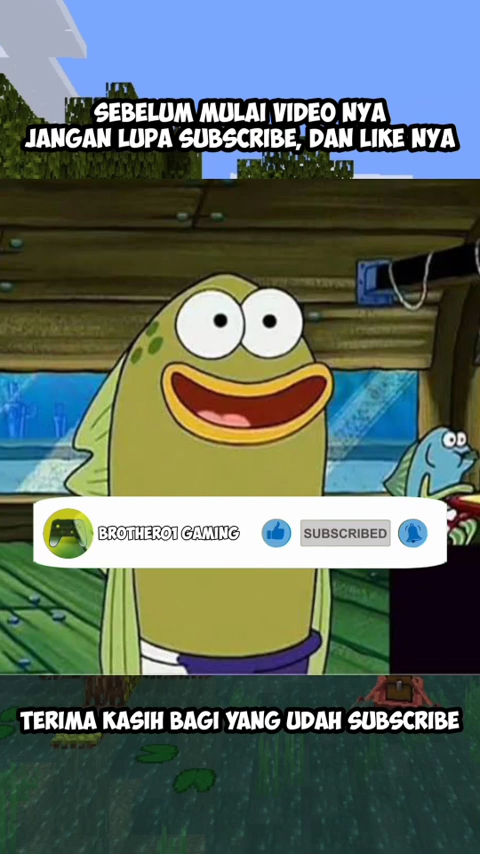 SEBELUM MULAI VIDEO NYA
JANGAN LUPA SUBSCRIBE, DAN LIKE NYA
BROTHER01 GAMING
SUBSCRIBED
TERIMA KASIH BAGI YANG UDAH SUBSCRIBE